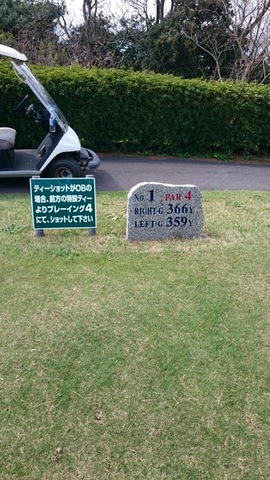 ティーショットがOBの
場合、前方の特設ティー
よりプレーイング4
にて、ショットして下さい
No. 1 PAR 4
RIGHT·G 366Y
LEFT·G 359Y